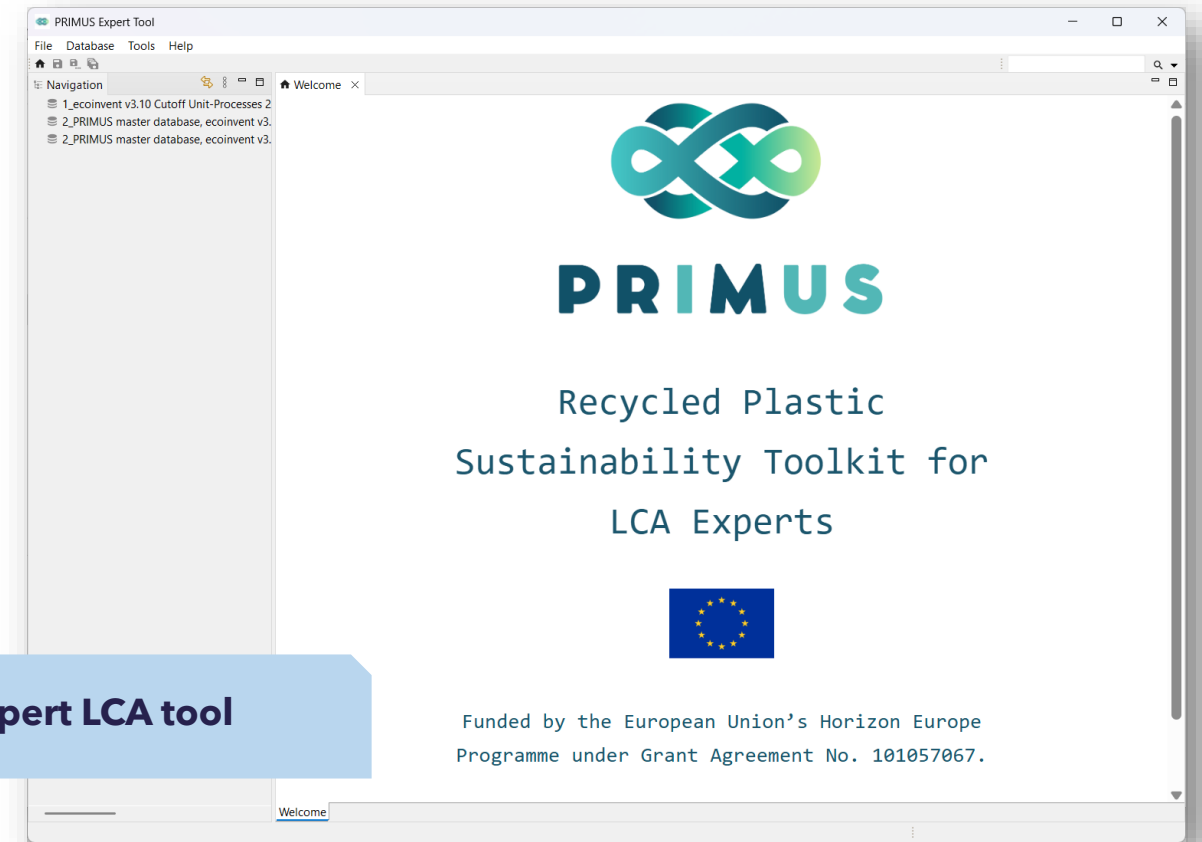 PRIMUS Expert Tool
File Database Tools Help
Navigation
Welcome
1_ecoinvent v3.10 Cutoff Unit-Processes 2
2_PRIMUS master database, ecoinvent v3.
2_PRIMUS master database, ecoinvent v3.
PRIMUS
Recycled Plastic
Sustainability Toolkit for
LCA Experts
pert LCA tool
Funded by the European Union’s Horizon Europe
Programme under Grant Agreement No. 101057067.
Welcome